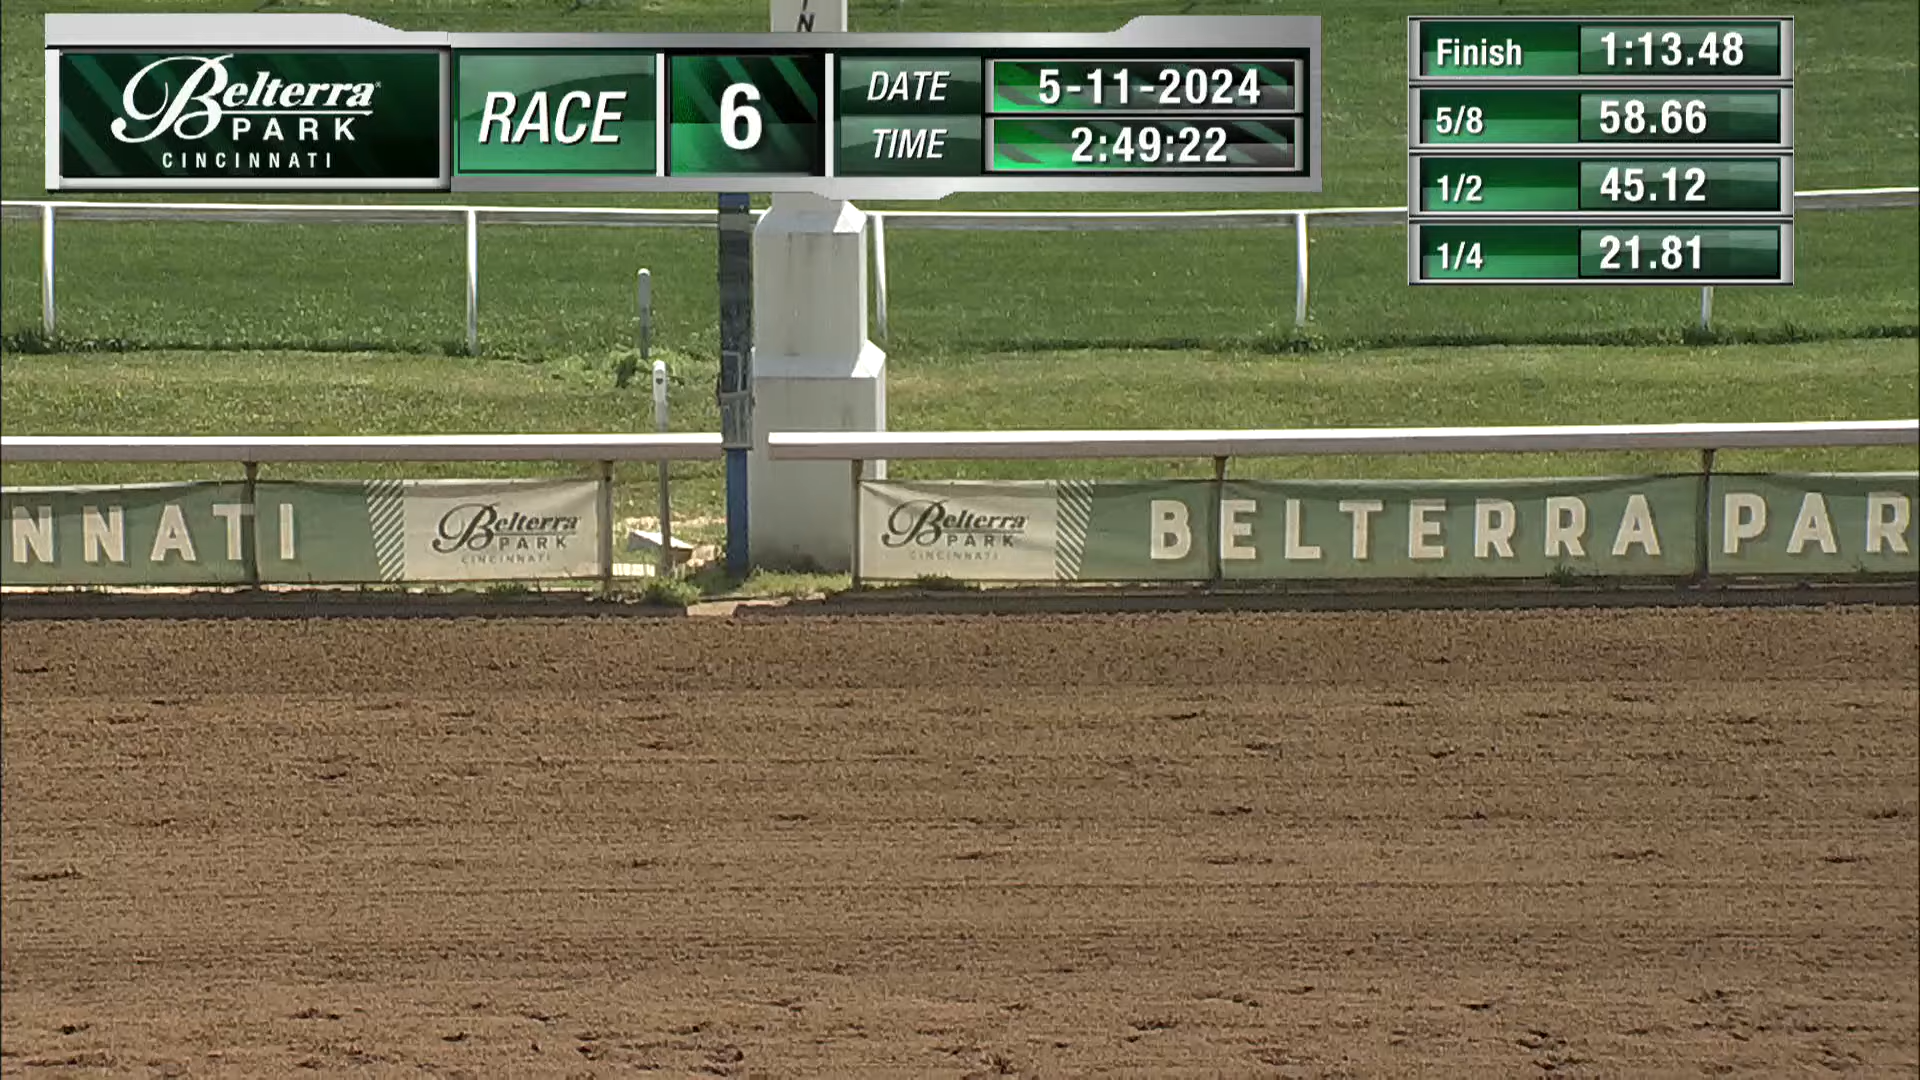 IN
Belterra
PARK
CINCINNATI
RACE
6
DATE
5-11-2024
TIME
2:49:22
Finish
1:13.48
5/8
58.66
1/2
45.12
1/4
21.81
NNATI
Belterra
PARK
CINCINNATI
Belterra
PARK
CINCINNATI
BELTERRA PAR